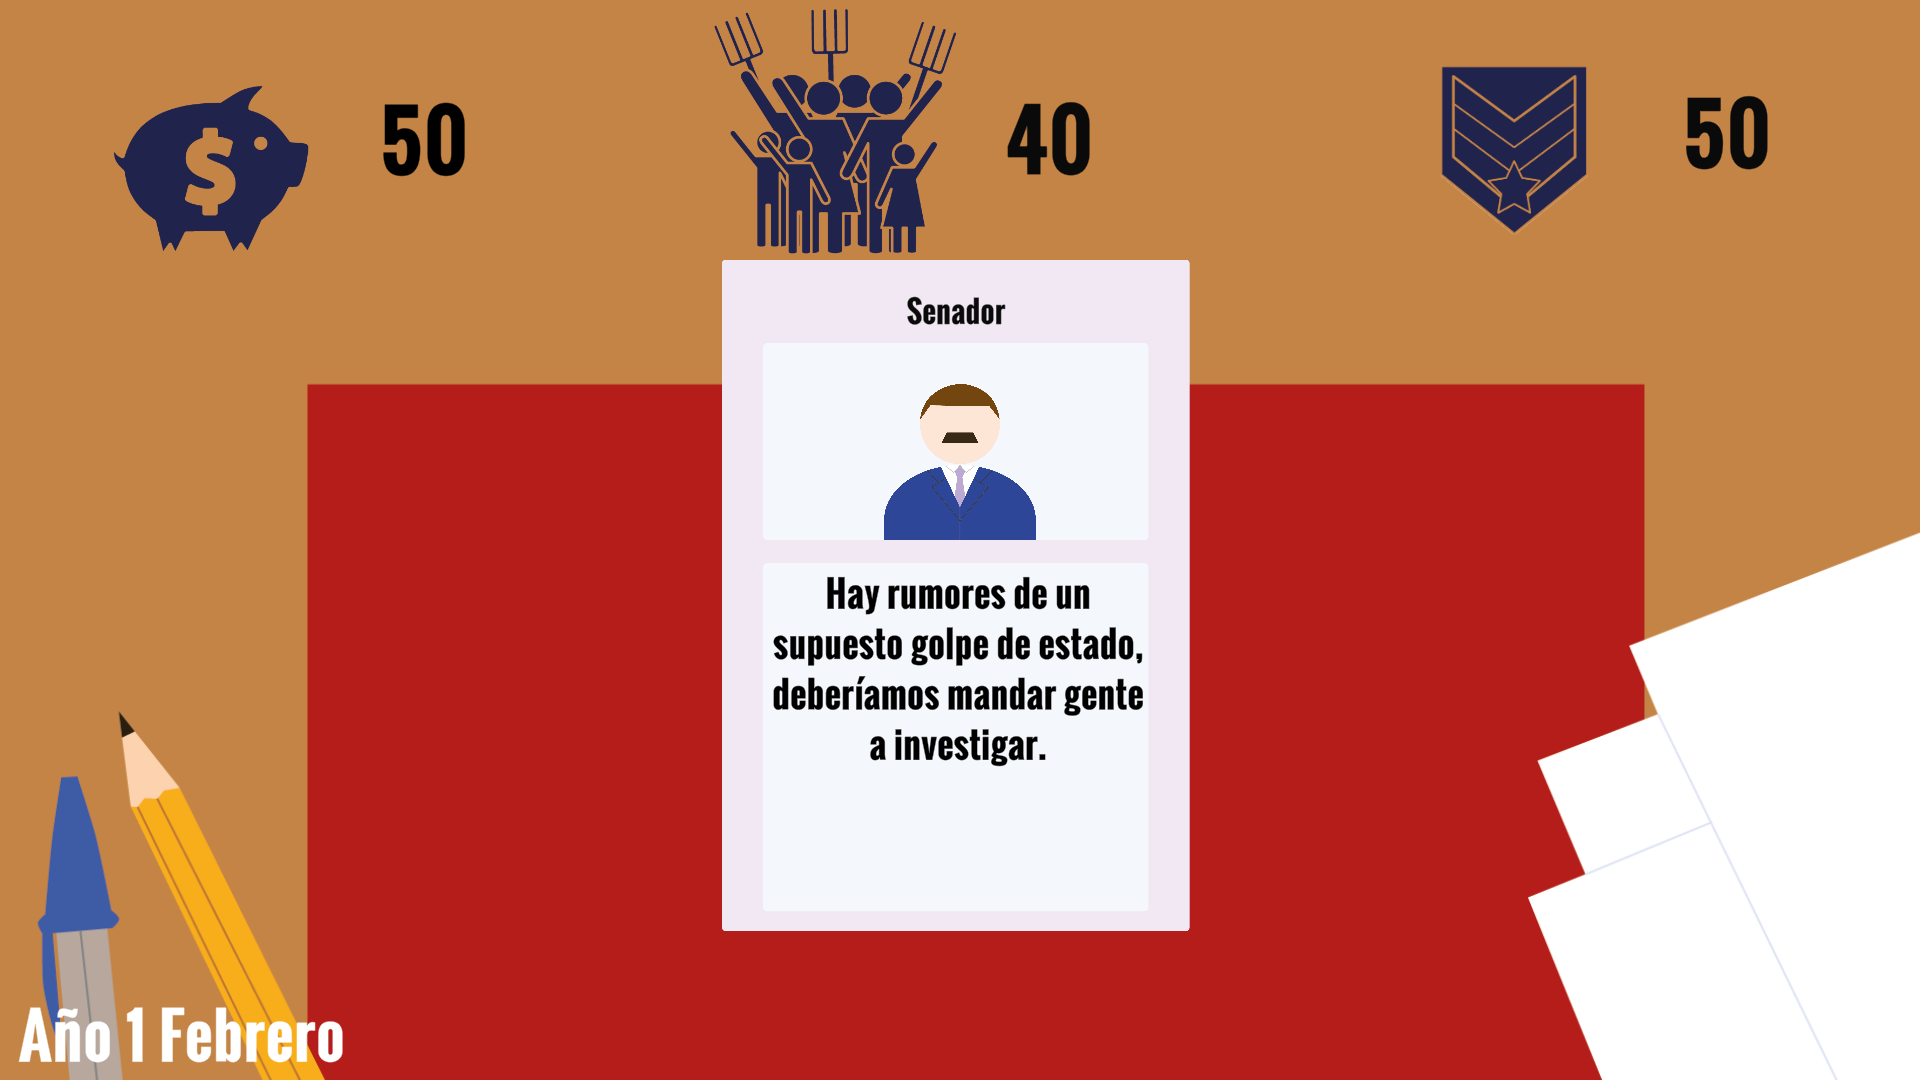 50
40
50
Senador
Hay rumores de un
supuesto golpe de estado,
deberíamos mandar gente
a investigar.
Año 1 Febrero